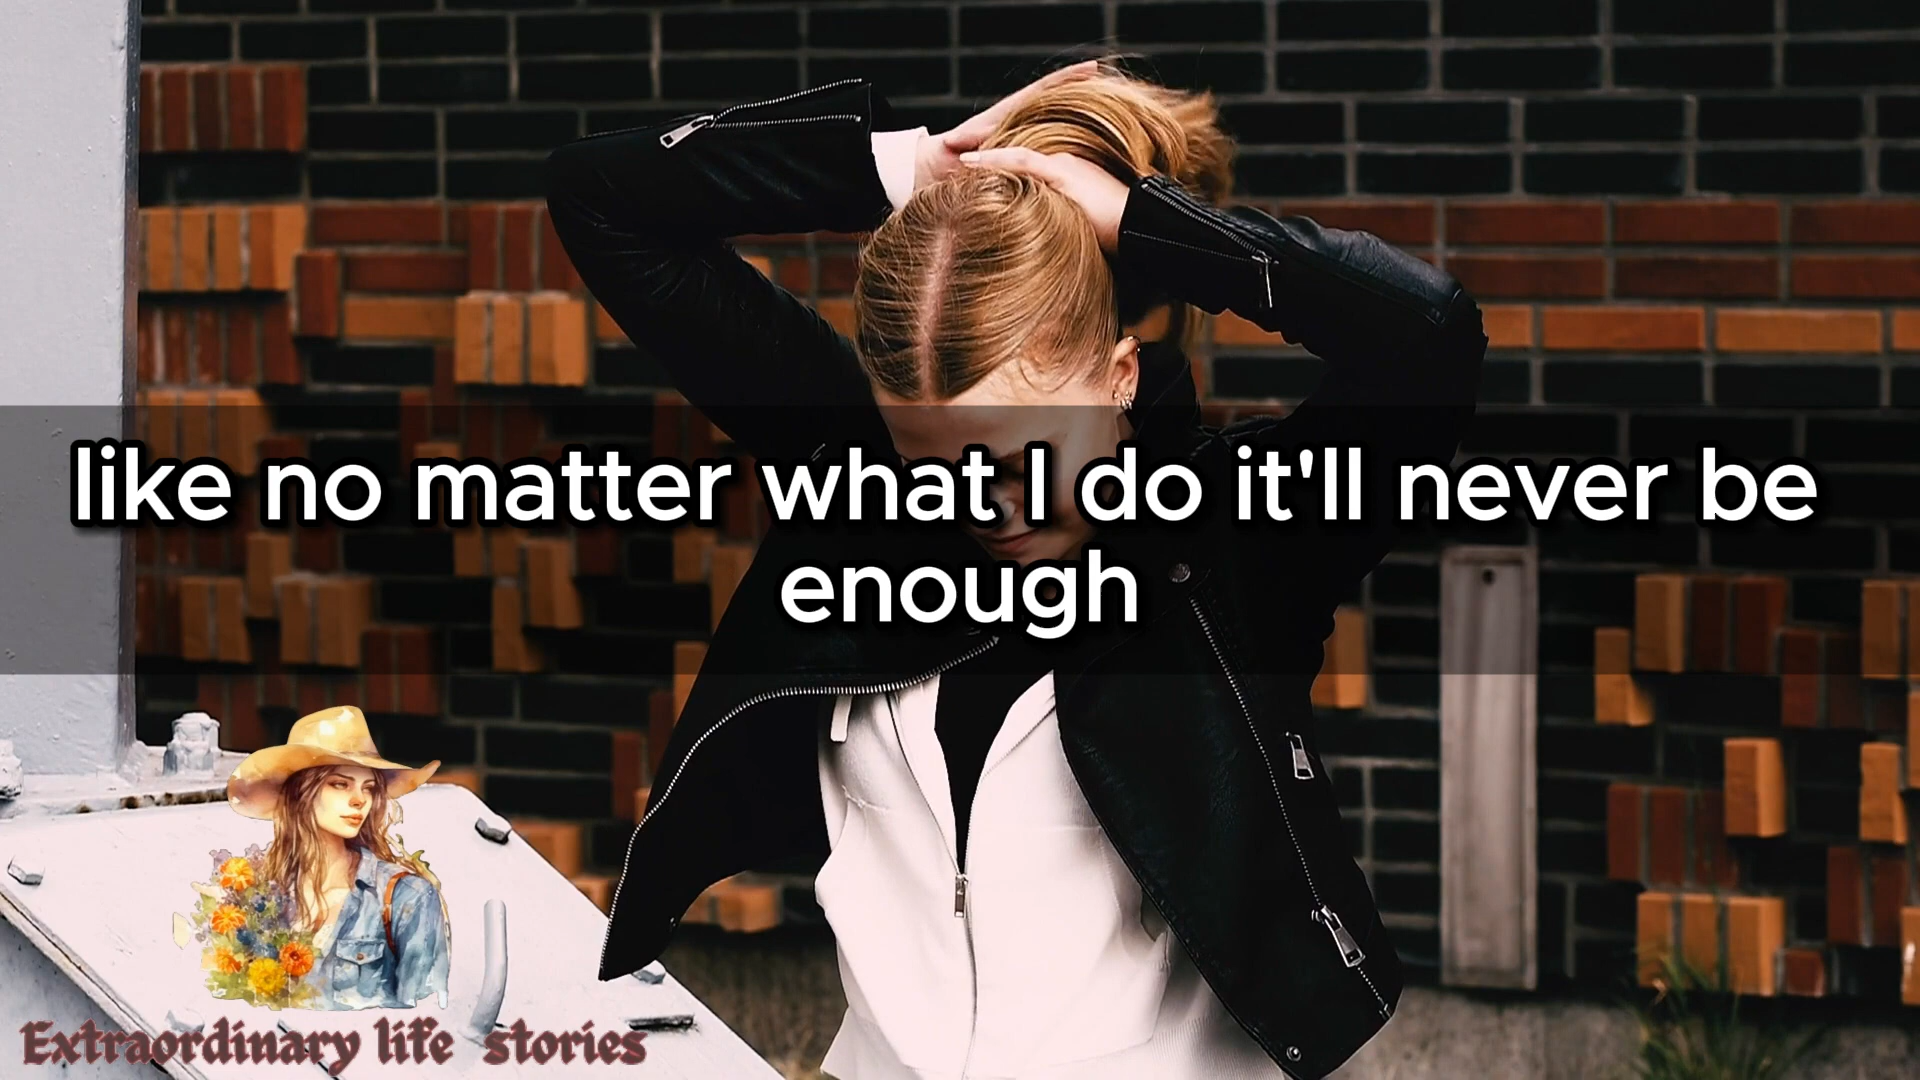 like no matter what I do it'll never be
enough
Extraordinary life stories